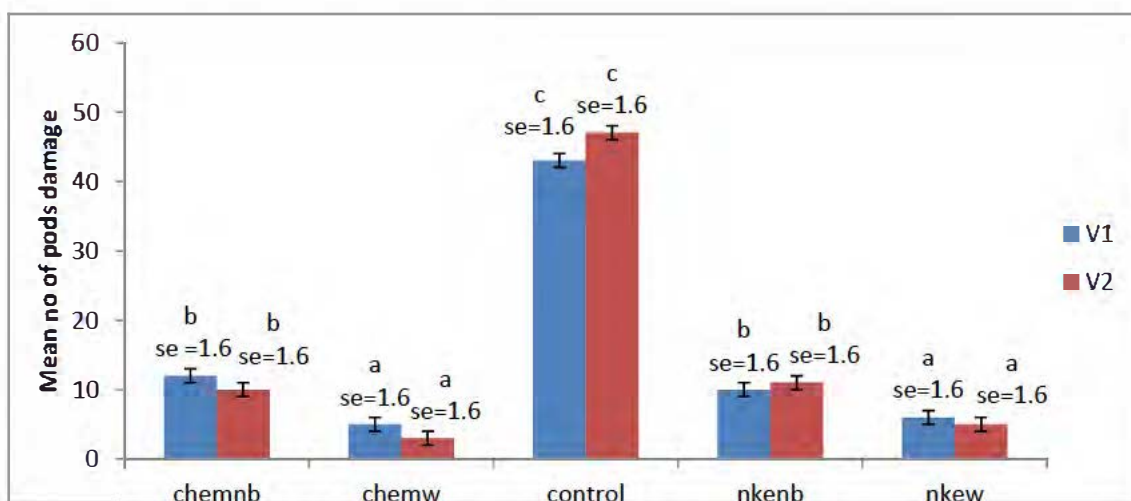 Mean no of pods damage
60
50
40
30
20
10
0
b
se =1.6
b
se=1.6
a
se=1.6
a
se=1.6
c
se=1.6
c
se=1.6
b
se=1.6
b
se=1.6
a
se=1.6
a
se=1.6
chemnb chemw control nkenb nkew
V1
V2